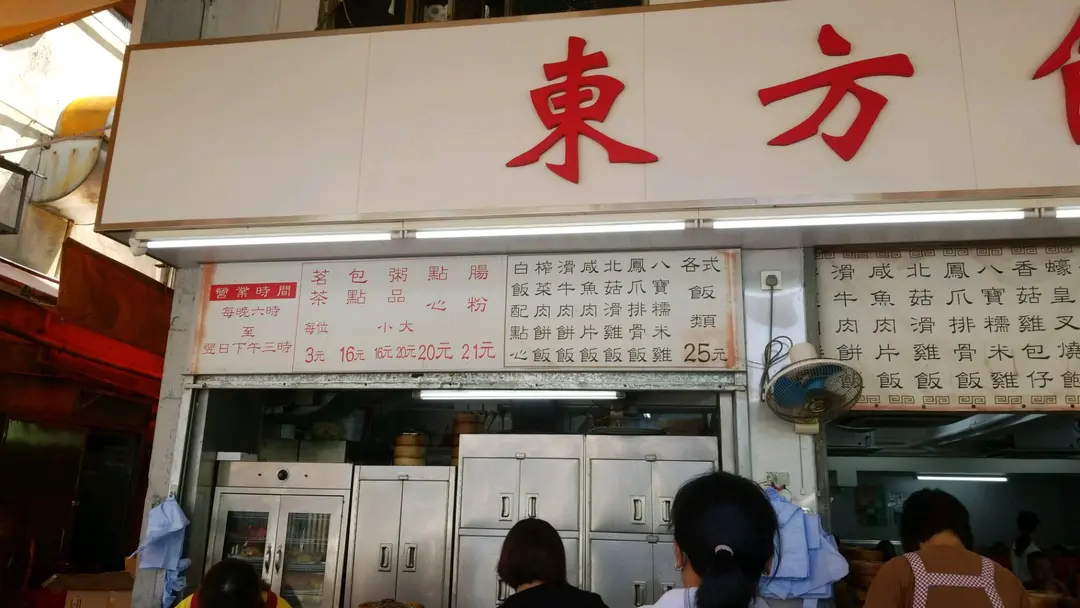 東方
營業時間
每晚六時
至
翌日下午三時
茗茶
每位
3元
包點
16元
粥品
小 大
16元 20元
點心
20元
腸粉
21元
白飯配點心
榨菜肉餅飯
滑牛肉餅飯
咸魚肉片飯
北菇滑雞飯
鳳爪排骨飯
八寶糯米雞
各式飯類
25元
滑牛肉餅
咸魚肉片飯
北菇滑雞飯
鳳爪排骨飯
八寶糯米雞
香菇雞包仔
蠔皇叉燒飽